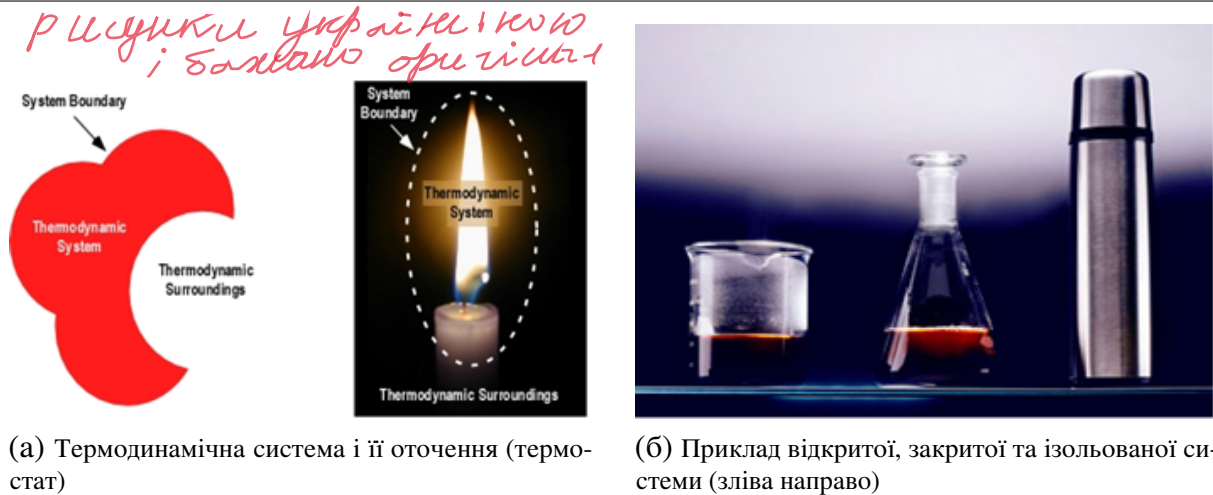 рисунки українською
і бажано оригінал
System Boundary
Thermodynamic
System
Thermodynamic
Surroundings
System
Boundary
Thermodynamic
System
Thermodynamic Surroundings
(а) Термодинамічна система і її оточення (термо-
стат)
(б) Приклад відкритої, закритої та ізольованої си-
стеми (зліва направо)